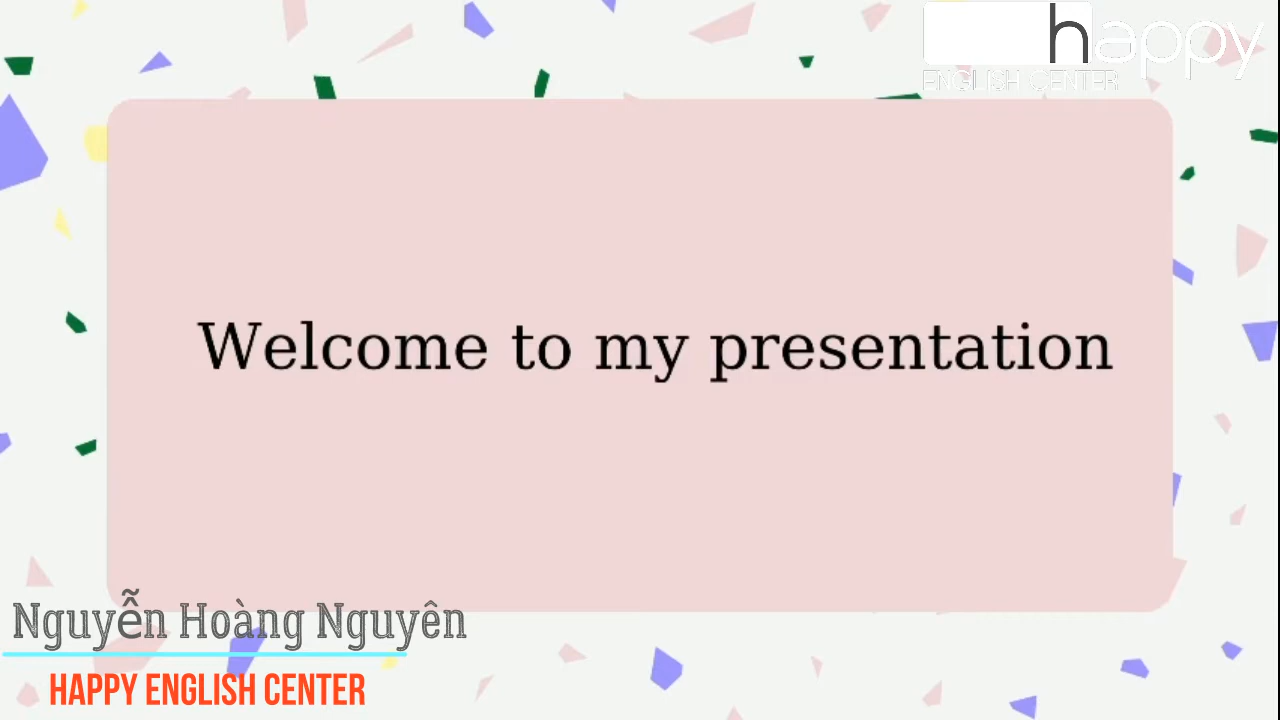 happy
ENGLISH CENTER
Welcome to my presentation
Nguyễn Hoàng Nguyên
HAPPY ENGLISH CENTER